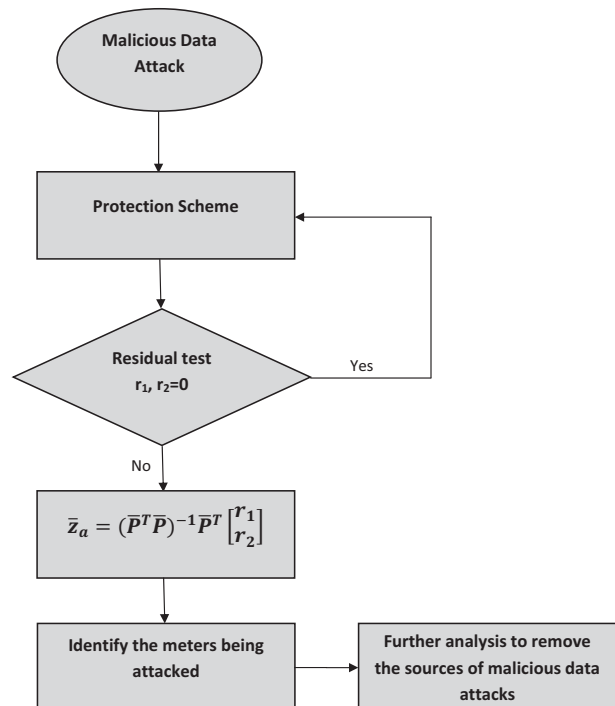 Malicious Data
Attack
Protection Scheme
Residual test
r₁, r₂=0
Yes
No
z̄ₐ = (P̄ᵀP̄)⁻¹P̄ᵀ [r₁
r₂]
Identify the meters being
attacked
Further analysis to remove
the sources of malicious data
attacks